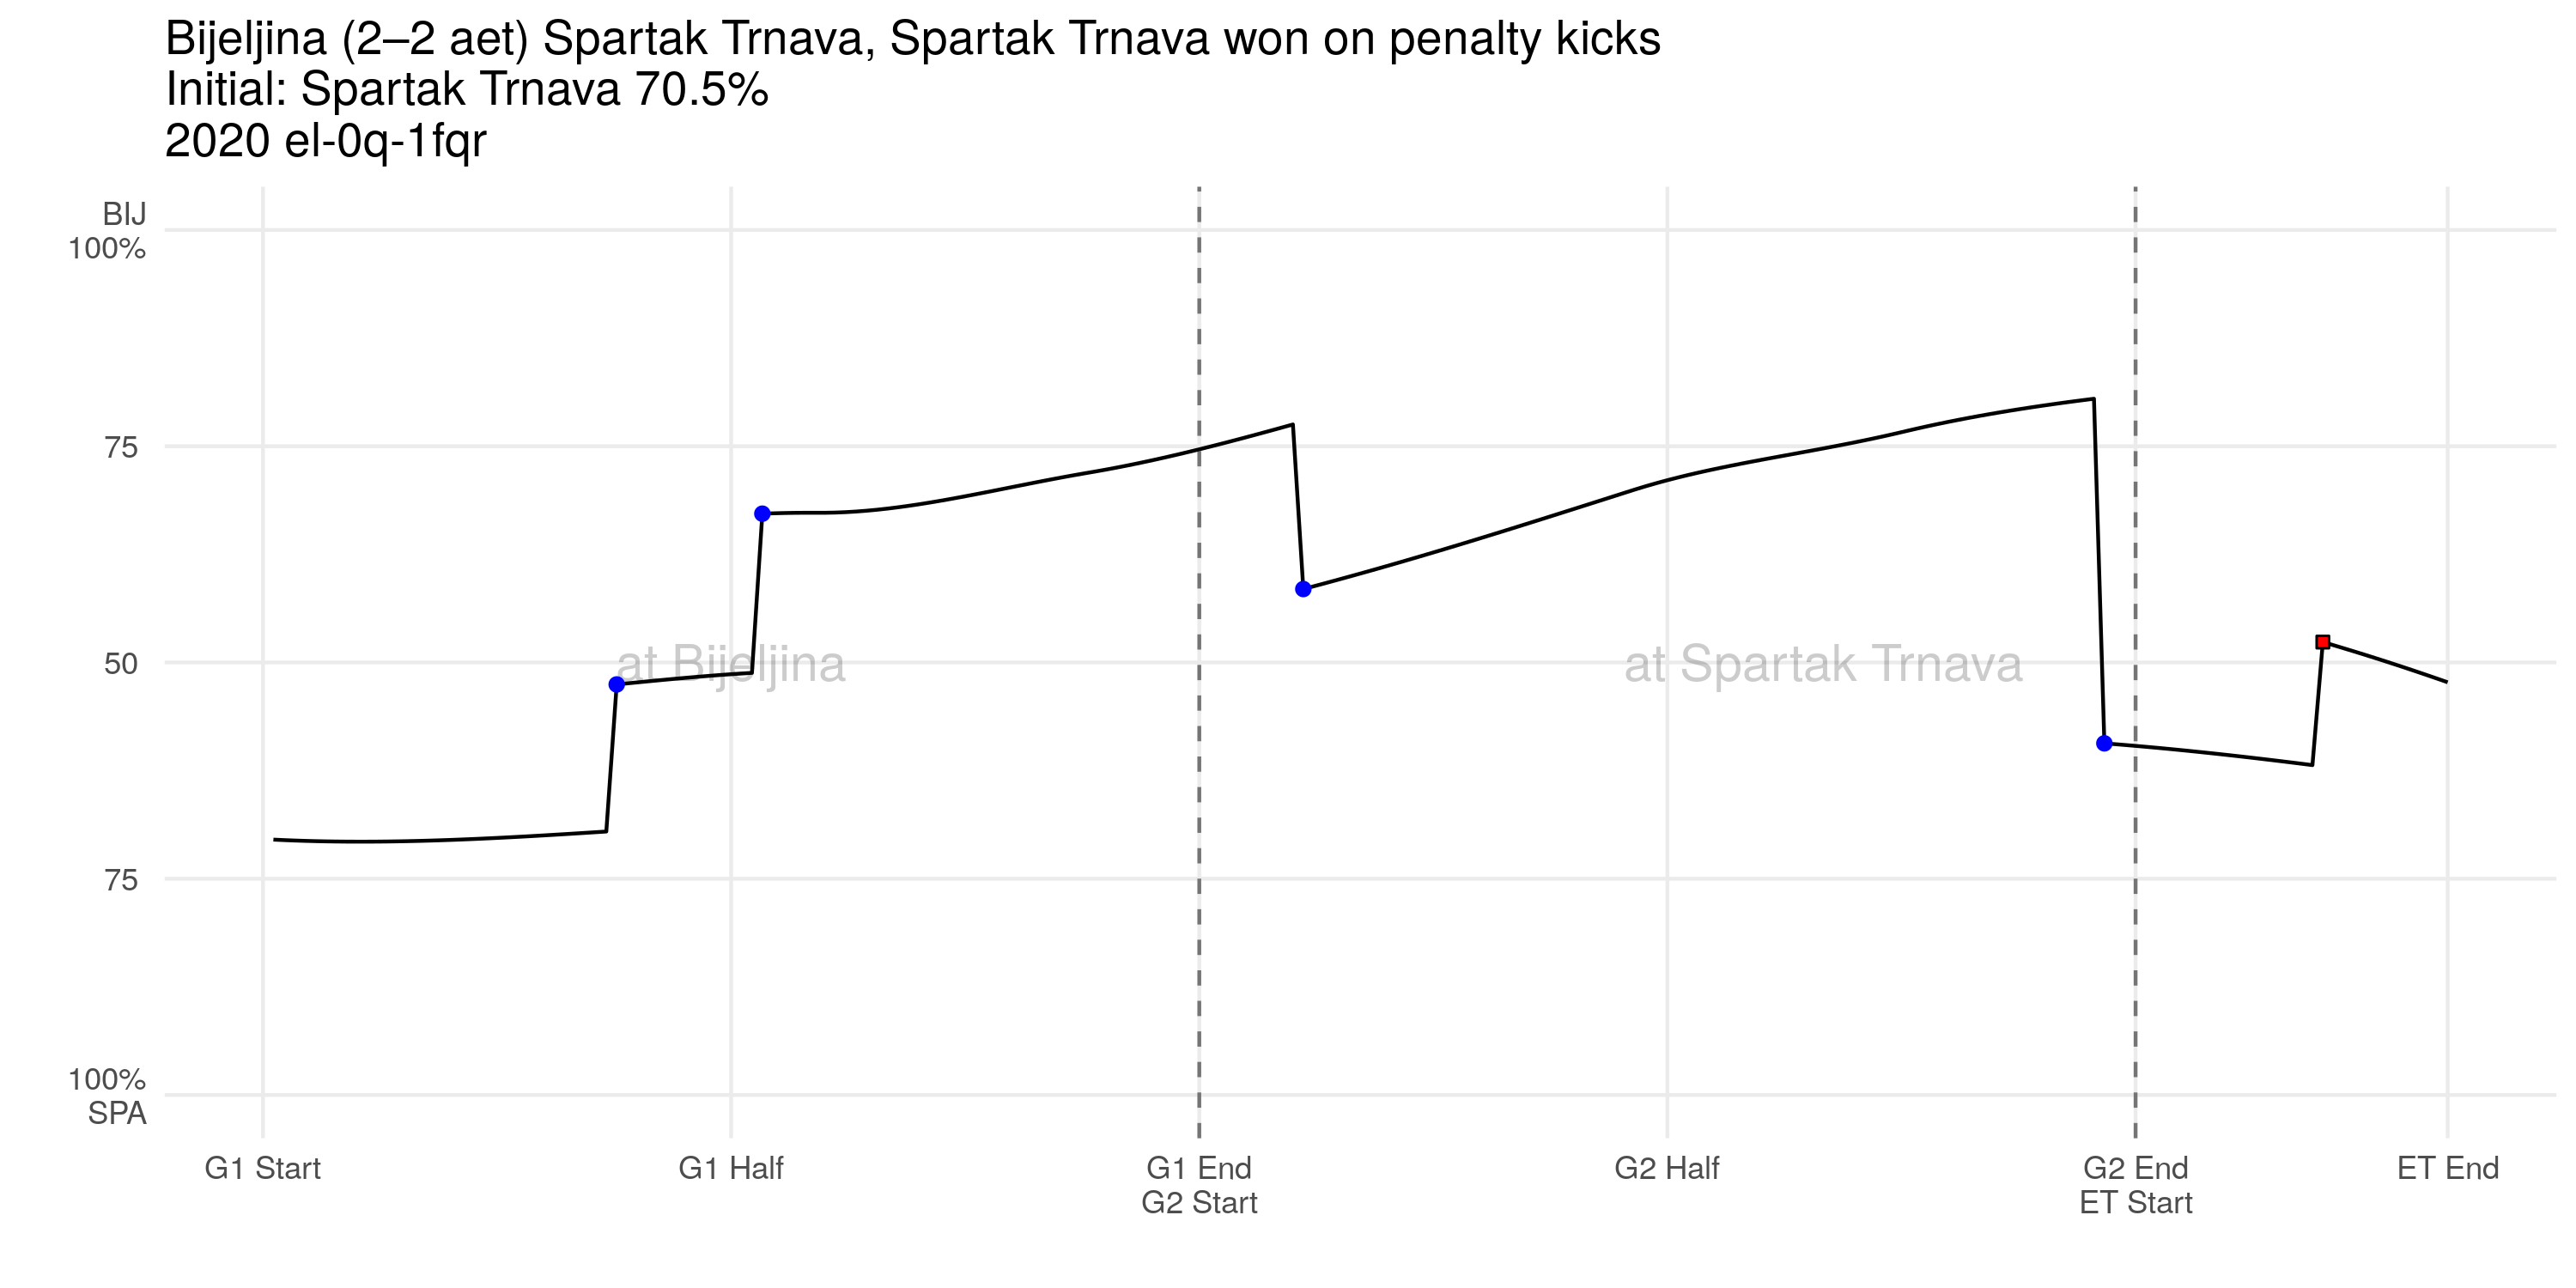 Bijeljina (2–2 aet) Spartak Trnava, Spartak Trnava won on penalty kicks
Initial: Spartak Trnava 70.5%
2020 el-0q-1fqr
BIJ
100%
75
50
75
100%
SPA
at Bijeljina
at Spartak Trnava
G1 Start
G1 Half
G1 End
G2 Start
G2 Half
G2 End
ET Start
ET End